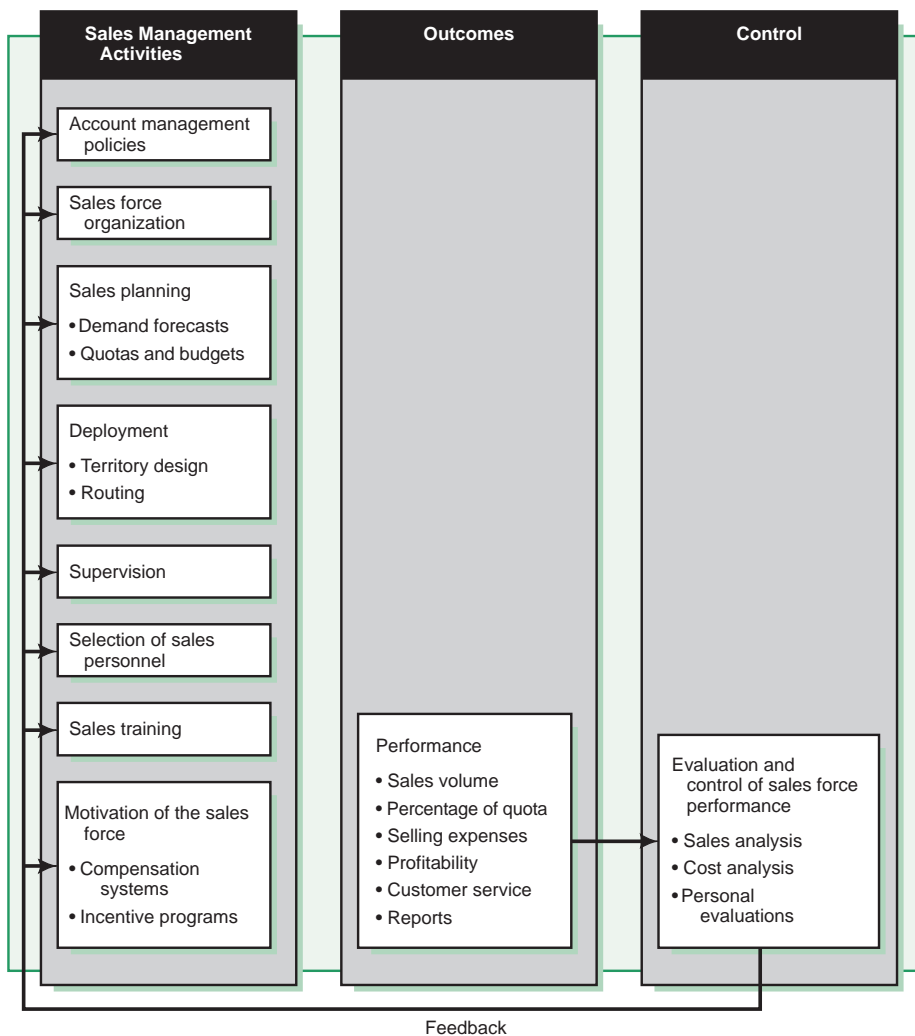 Sales Management
Activities
Outcomes
Control
Account management
policies
Sales force
organization
Sales planning
• Demand forecasts
• Quotas and budgets
Deployment
• Territory design
• Routing
Supervision
Selection of sales
personnel
Sales training
Motivation of the sales
force
• Compensation
systems
• Incentive programs
Performance
• Sales volume
• Percentage of quota
• Selling expenses
• Profitability
• Customer service
• Reports
Evaluation and
control of sales force
performance
• Sales analysis
• Cost analysis
• Personal
evaluations
Feedback